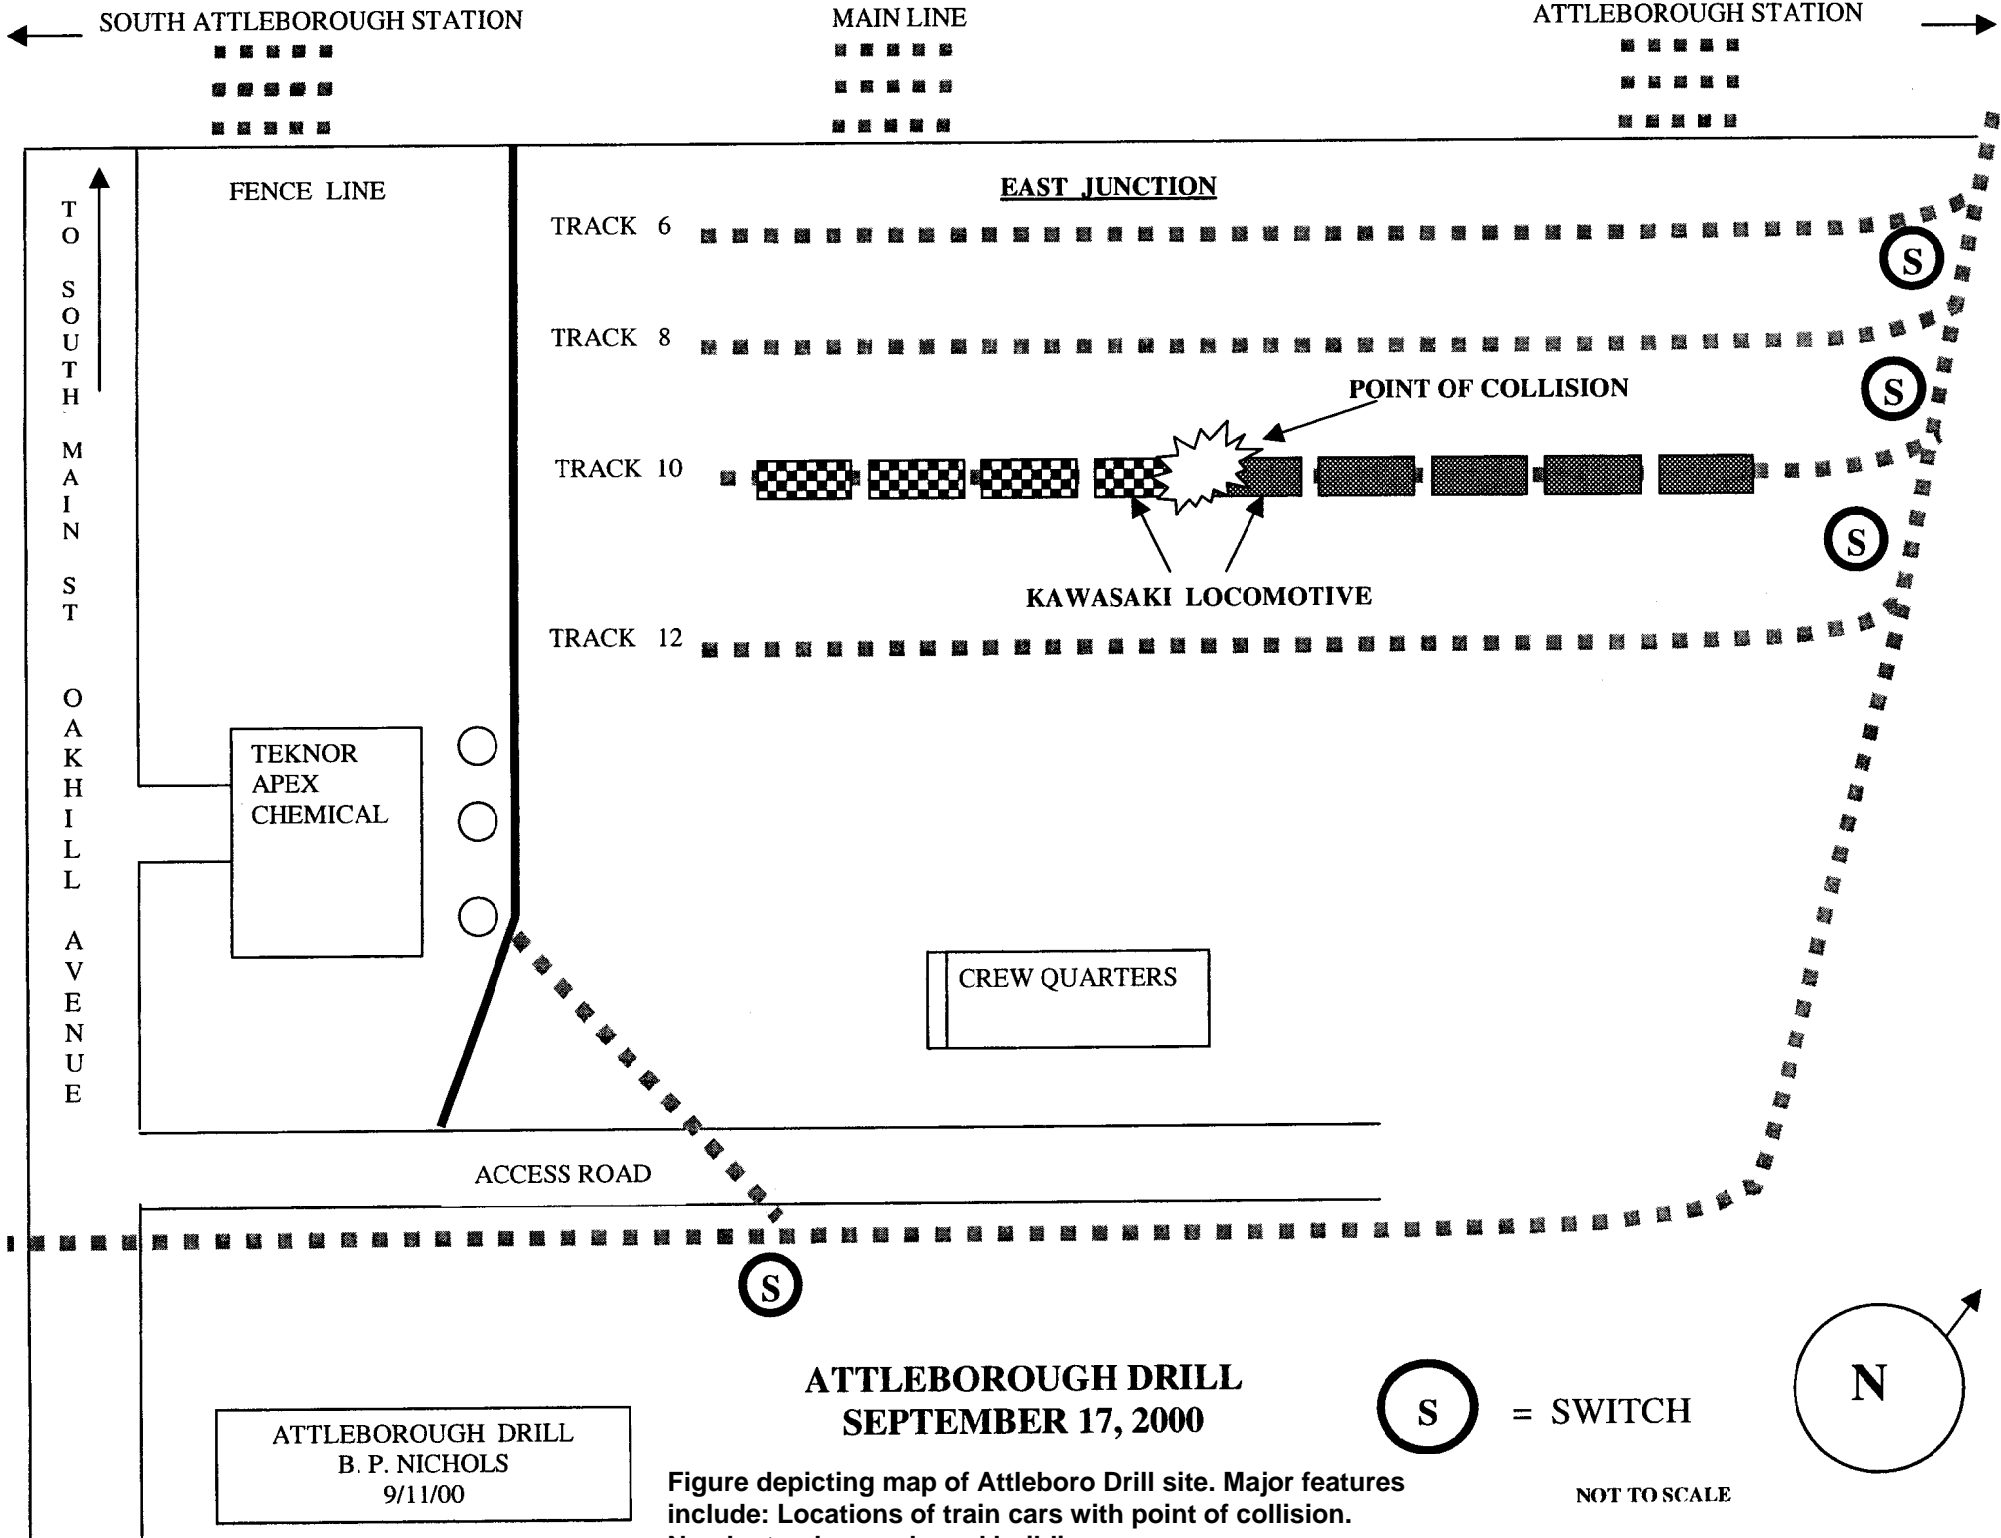 SOUTH ATTLEBOROUGH STATION
MAIN LINE
ATTLEBOROUGH STATION
TO SOUTH MAIN ST
OAKHILL AVENUE
FENCE LINE
EAST JUNCTION
TRACK 6
S
TRACK 8
POINT OF COLLISION
S
TRACK 10
S
KAWASAKI LOCOMOTIVE
TRACK 12
TEKNOR
APEX
CHEMICAL
CREW QUARTERS
ACCESS ROAD
S
ATTLEBOROUGH DRILL
SEPTEMBER 17, 2000
S = SWITCH
N
ATTLEBOROUGH DRILL
B. P. NICHOLS
9/11/00
Figure depicting map of Attleboro Drill site. Major features
include: Locations of train cars with point of collision.
NOT TO SCALE